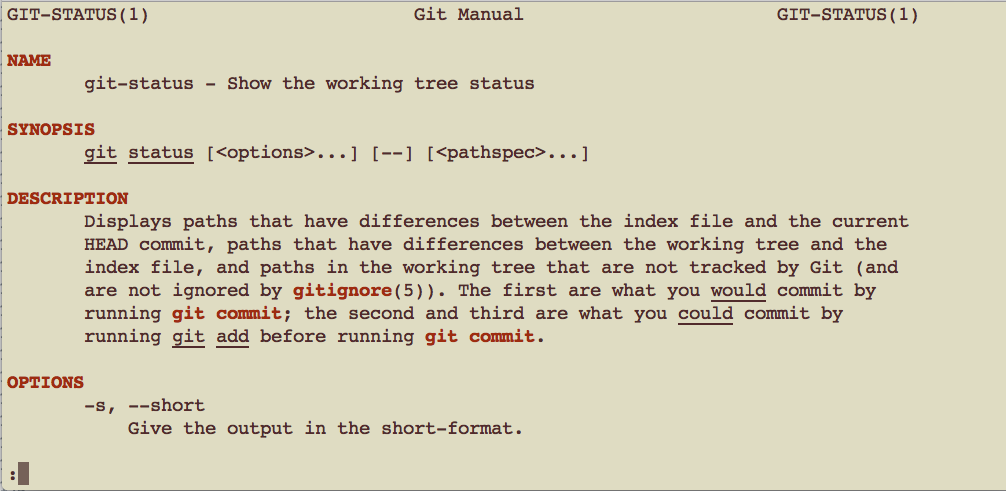 GIT-STATUS(1) Git Manual GIT-STATUS(1)
NAME
git-status - Show the working tree status
SYNOPSIS
git status [<options>...] [--] [<pathspec>...]
DESCRIPTION
Displays paths that have differences between the index file and the current
HEAD commit, paths that have differences between the working tree and the
index file, and paths in the working tree that are not tracked by Git (and
are not ignored by gitignore(5)). The first are what you would commit by
running git commit; the second and third are what you could commit by
running git add before running git commit.
OPTIONS
-s, --short
Give the output in the short-format.
: